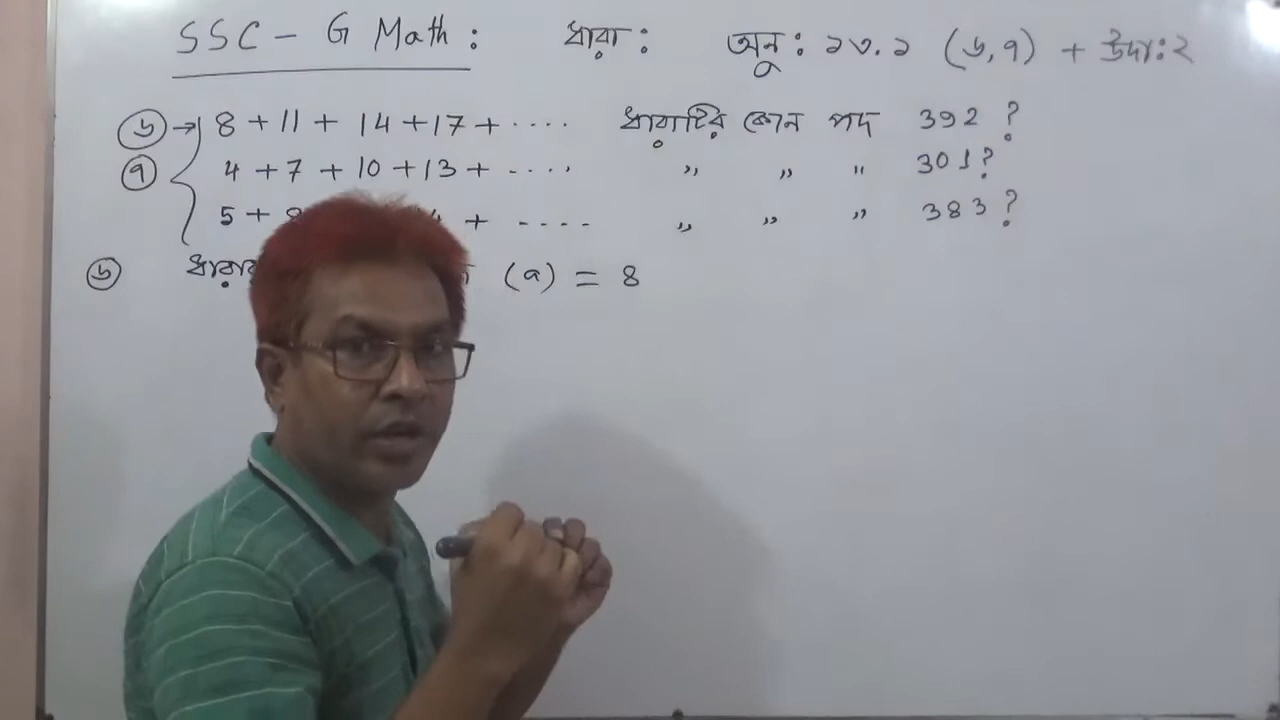 SSC - G Math : ধারা : অনু : ১৩.১ (৬,৭) + উদা: ২
৬ → 8 + 11 + 14 + 17 + .... ধারাটির কোন পদ 392 ?
৭ 4 + 7 + 10 + 13 + .... " " " 301 ?
5 + 8 + .... " " " 383 ?
৬ ধারার (a) = 8